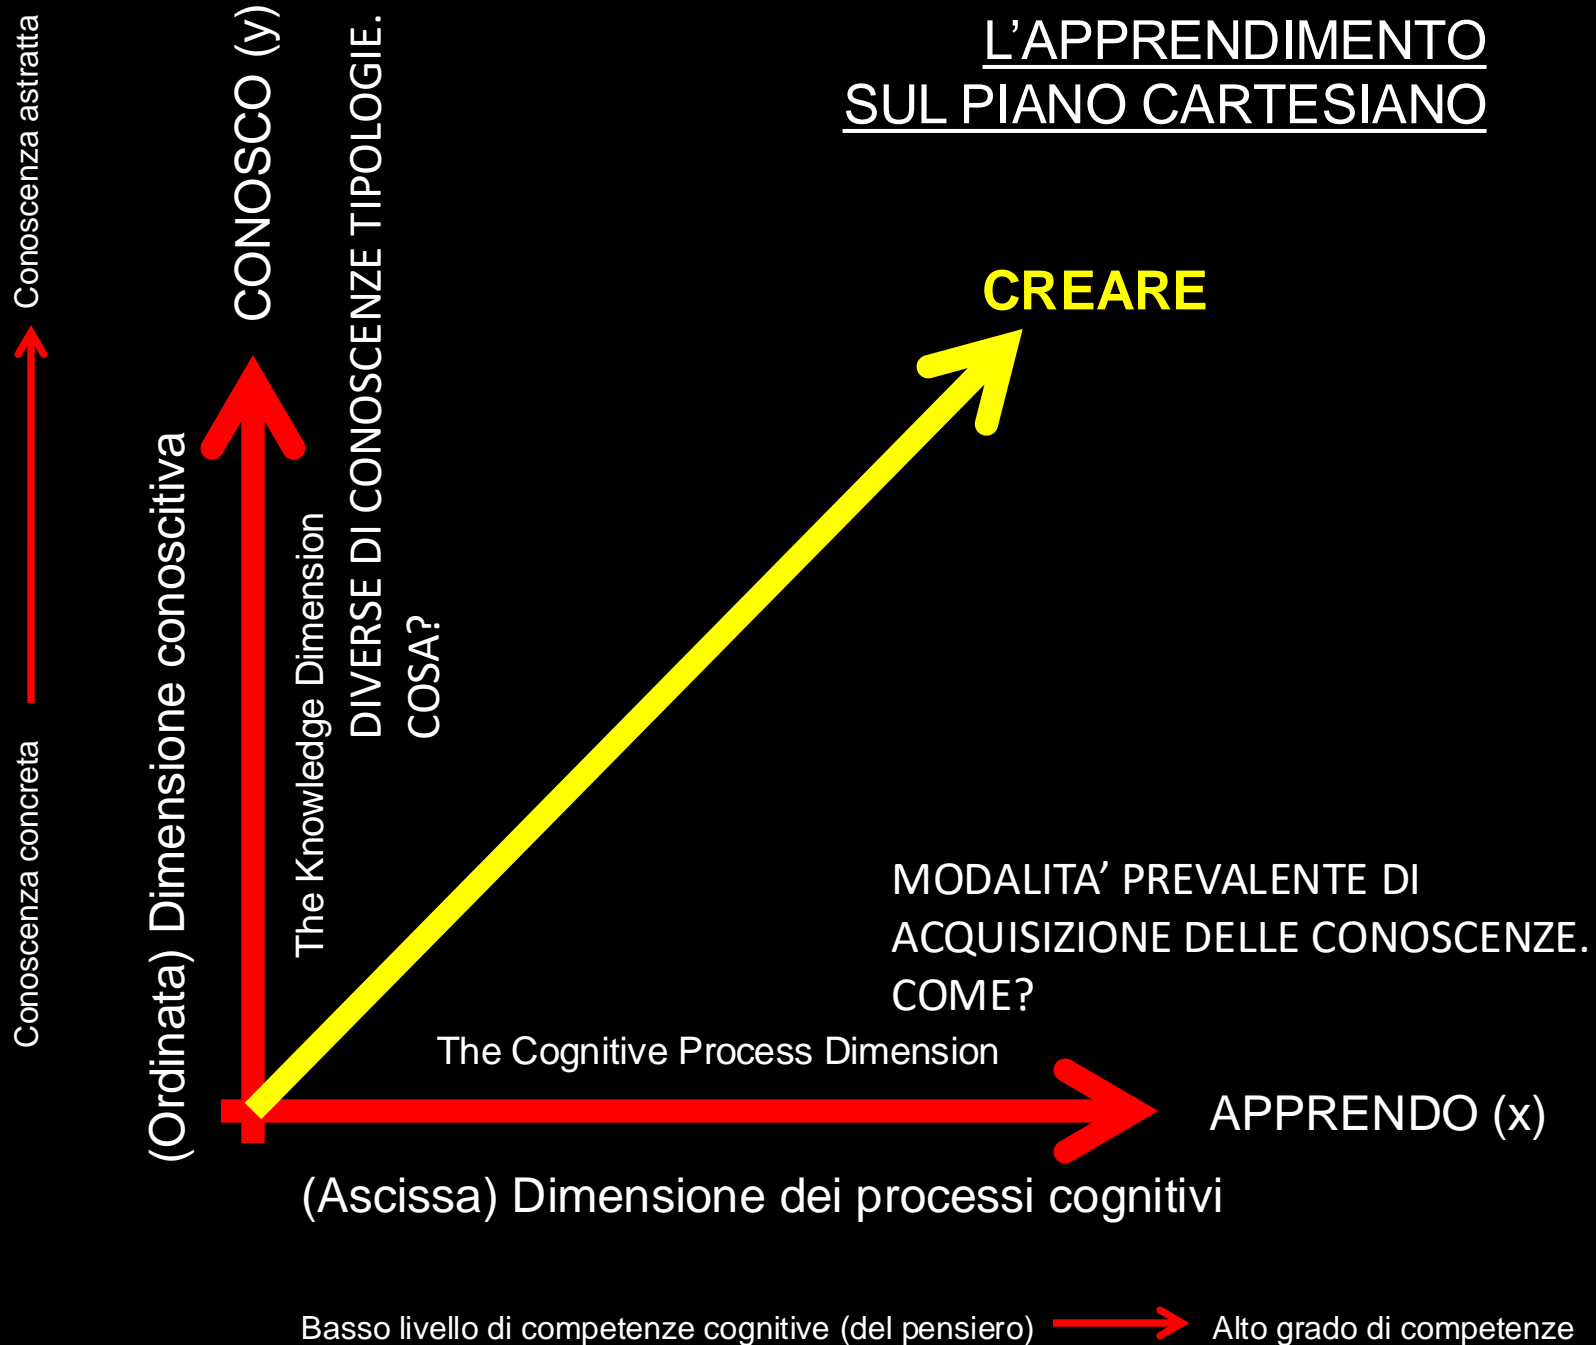 L’APPRENDIMENTO
SUL PIANO CARTESIANO
Conoscenza astratta
Conoscenza concreta
CONOSCO (y)
(Ordinata) Dimensione conoscitiva
The Knowledge Dimension
DIVERSE DI CONOSCENZE TIPOLOGIE.
COSA?
CREARE
MODALITA’ PREVALENTE DI
ACQUISIZIONE DELLE CONOSCENZE.
COME?
The Cognitive Process Dimension
APPRENDO (x)
(Ascissa) Dimensione dei processi cognitivi
Basso livello di competenze cognitive (del pensiero)
Alto grado di competenze